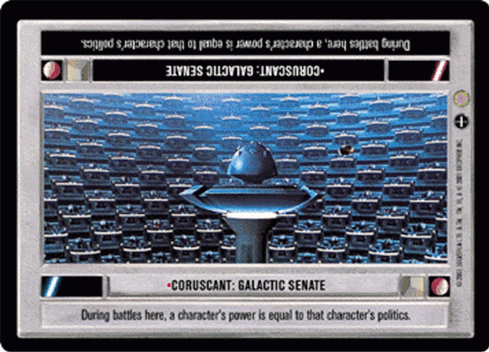 During battles, here, a character's power is equal to that character's politics.
•CORUSCANT: GALACTIC SENATE
•CORUSCANT: GALACTIC SENATE
During battles here, a character's power is equal to that character's politics.